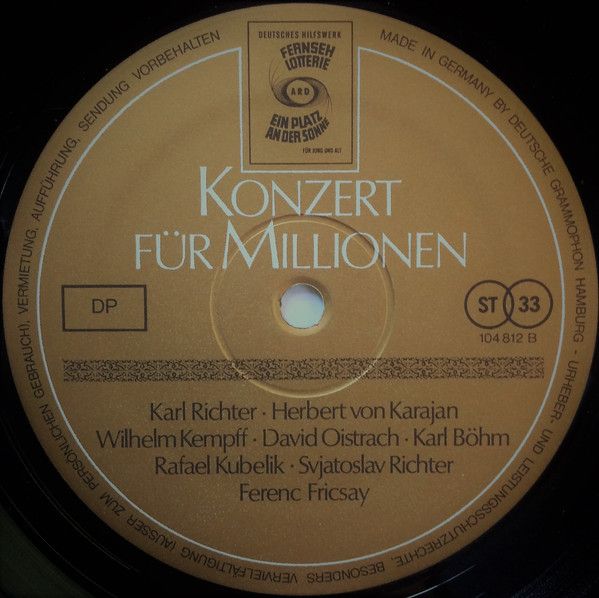 DEUTSCHES HILFSWERK
FERNSEH
LOTTERIE
ARD
EIN PLATZ
AN DER SONNE
FÜR JUNG UND ALT
KONZERT
FÜR MILLIONEN
DP
ST 33
104 812 B
Karl Richter · Herbert von Karajan
Wilhelm Kempff · David Oistrach · Karl Böhm
Rafael Kubelik · Svjatoslav Richter
Ferenc Fricsay
MADE IN GERMANY BY DEUTSCHE GRAMMOPHON HAMBURG - URHEBER- UND LEISTUNGSSCHUTZRECHTE, BESONDERS VERVIELFÄLTIGUNG (AUSSER ZUM PERSÖNLICHEN GEBRAUCH), VERMIETUNG, AUFFÜHRUNG, SENDUNG VORBEHALTEN